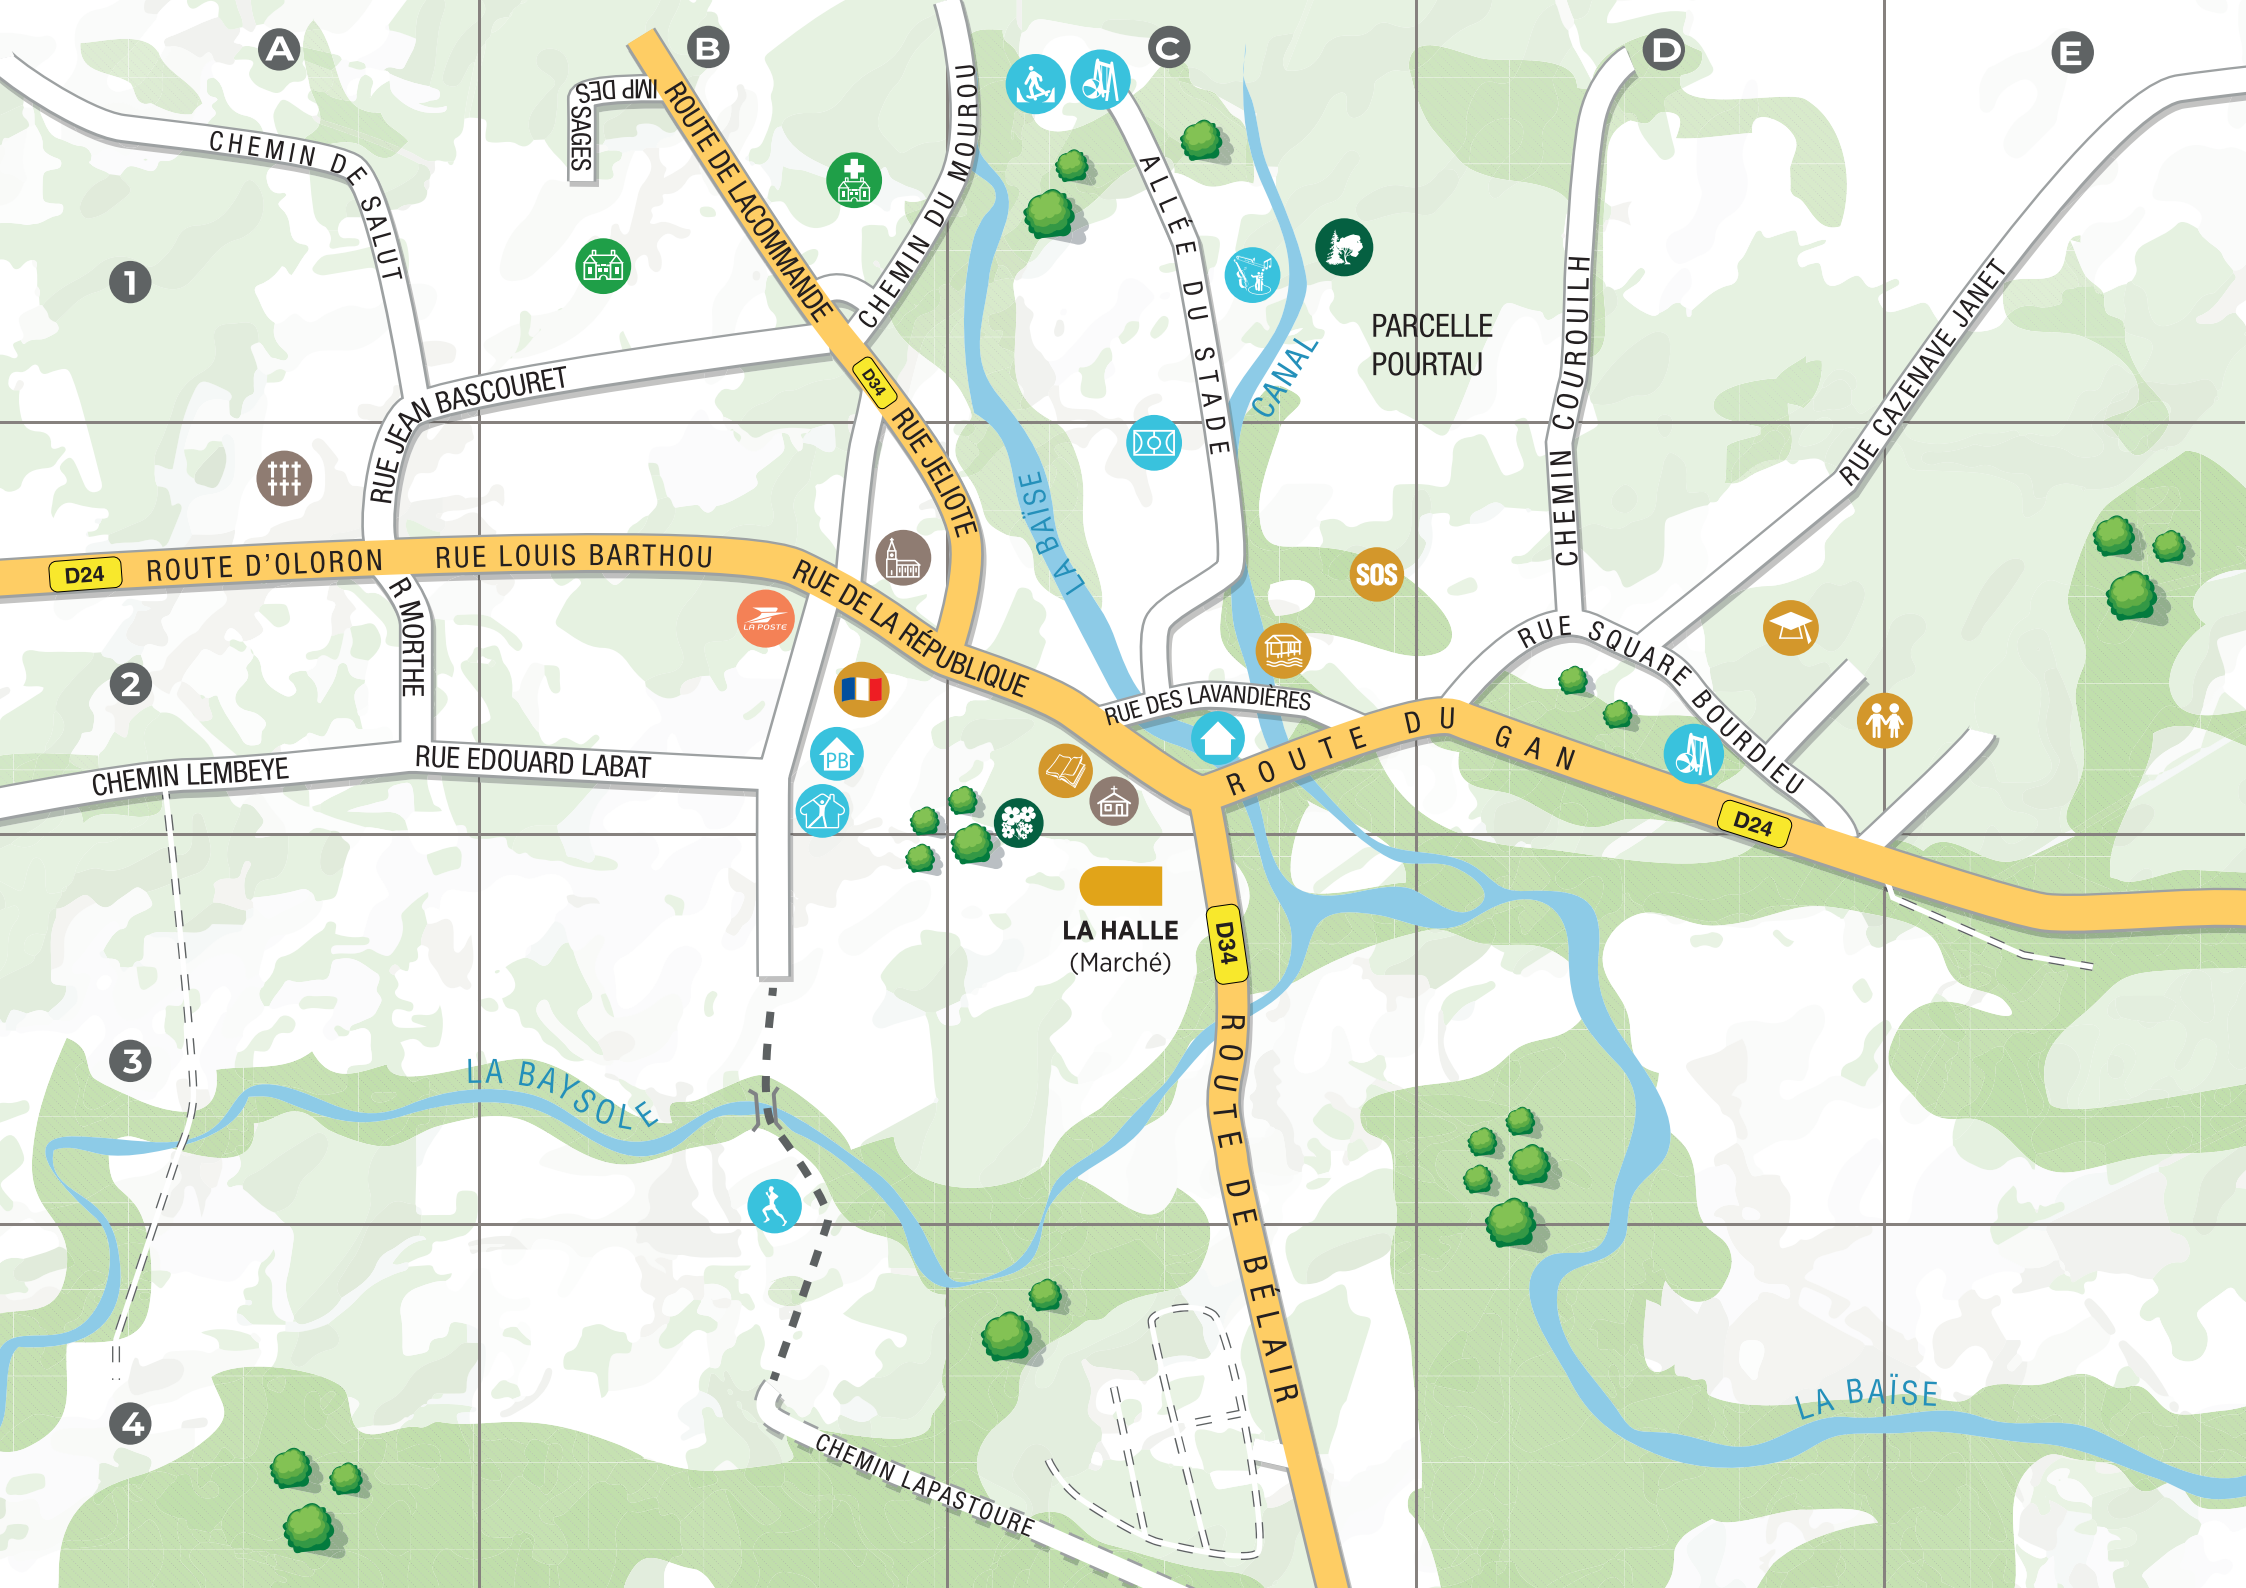 A
B
C
D
E
1
2
3
4
CHEMIN DE SALUT
IMP DES
SAGES
ROUTE DE LACOMMANDE
CHEMIN DU MOUROU
ALLÉE DU STADE
CANAL
PARCELLE
POURTAU
CHEMIN COUROUILH
RUE CAZENAVE JANET
RUE JEAN BASCOURET
D34
RUE JELIOTE
LA BAÏSE
D24
ROUTE D'OLORON
RUE LOUIS BARTHOU
RUE DE LA RÉPUBLIQUE
SOS
LA POSTE
R MORTHE
RUE DES LAVANDIÈRES
RUE SQUARE BOURDIEU
ROUTE DU GAN
D24
CHEMIN LEMBEYE
RUE EDOUARD LABAT
PB
LA HALLE
(Marché)
D34
ROUTE DE BÉLAIR
LA BAYSOLE
LA BAÏSE
CHEMIN LAPASTOURE